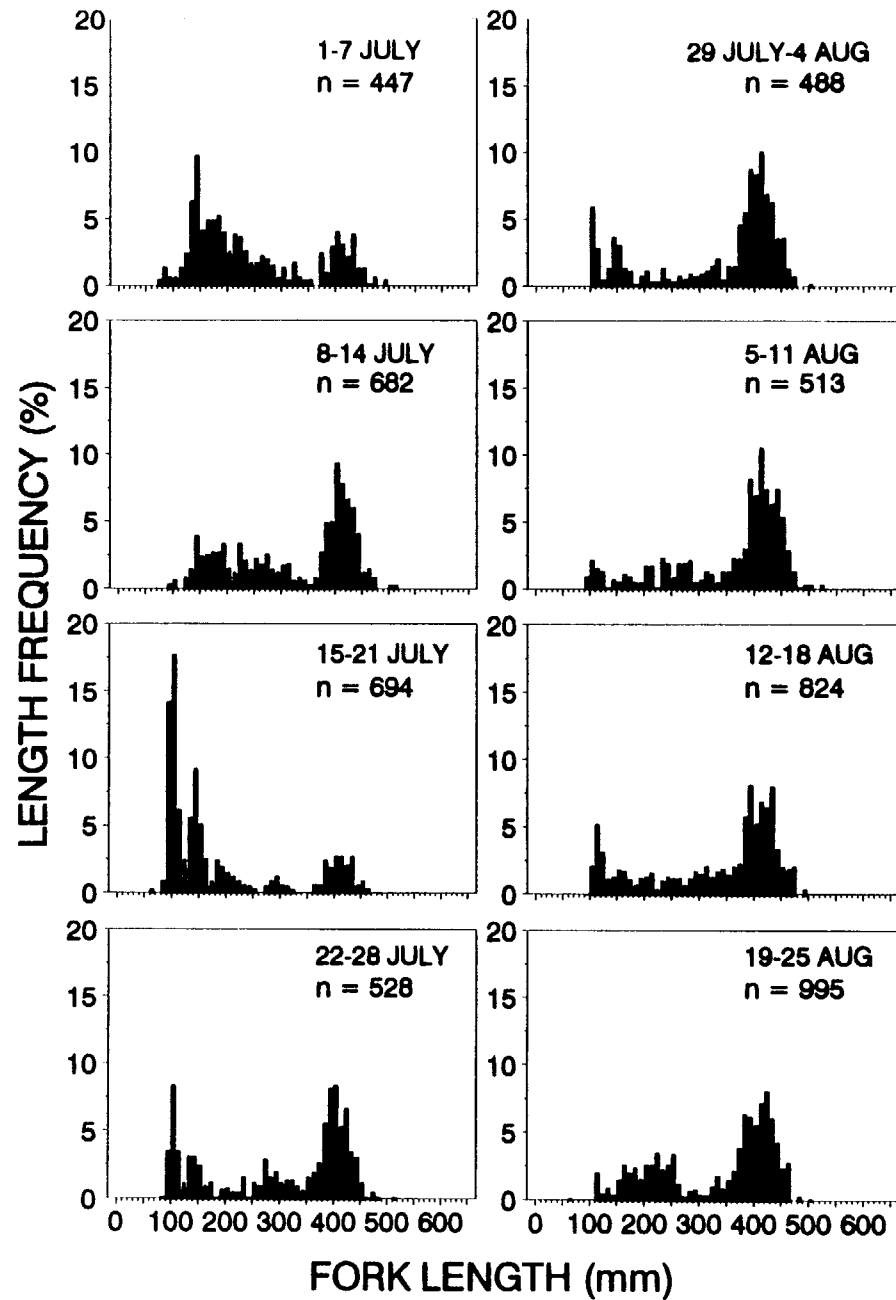 LENGTH FREQUENCY (%)
20
15
10
5
0
1-7 JULY
n = 447
20
15
10
5
0
29 JULY-4 AUG
n = 488
20
15
10
5
0
8-14 JULY
n = 682
20
15
10
5
0
5-11 AUG
n = 513
20
15
10
5
0
15-21 JULY
n = 694
20
15
10
5
0
12-18 AUG
n = 824
20
15
10
5
0
22-28 JULY
n = 528
20
15
10
5
0
19-25 AUG
n = 995
0 100 200 300 400 500 600
0 100 200 300 400 500 600
FORK LENGTH (mm)